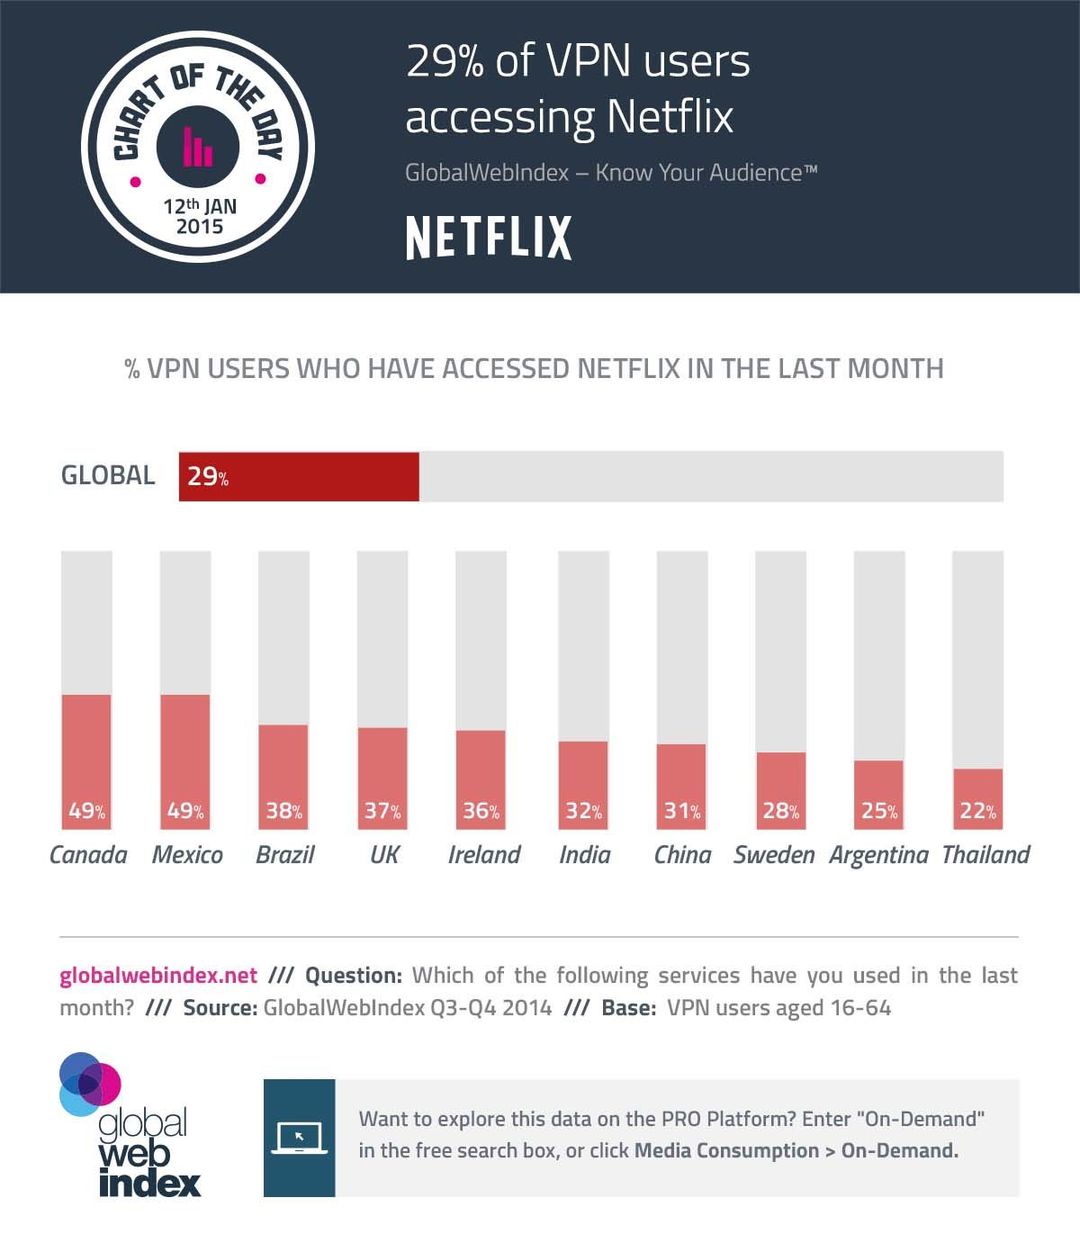 CHART OF THE DAY
12th JAN
2015
29% of VPN users
accessing Netflix
GlobalWebIndex – Know Your Audience™
NETFLIX
% VPN USERS WHO HAVE ACCESSED NETFLIX IN THE LAST MONTH
GLOBAL 29%
49% 49% 38% 37% 36% 32% 31% 28% 25% 22%
Canada Mexico Brazil UK Ireland India China Sweden Argentina Thailand
globalwebindex.net /// Question: Which of the following services have you used in the last
month? /// Source: GlobalWebIndex Q3-Q4 2014 /// Base: VPN users aged 16-64
global
web
index
Want to explore this data on the PRO Platform? Enter "On-Demand"
in the free search box, or click Media Consumption > On-Demand.